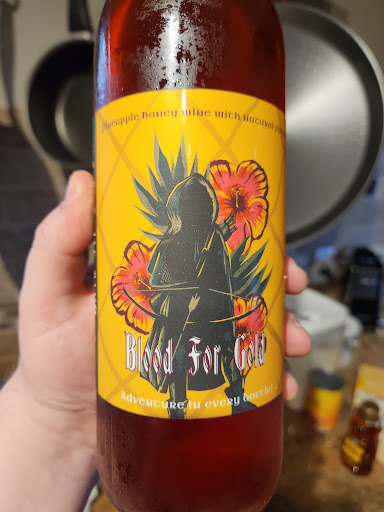 Pineapple honey wine with natural
Blood For Gold
Adventure in every bottle!